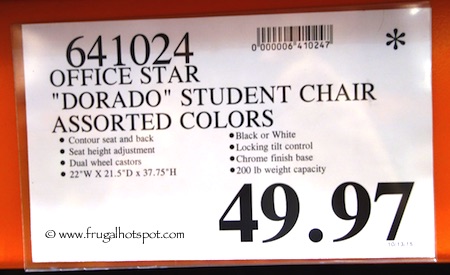 641024
0"000006"410247"
*
OFFICE STAR
"DORADO" STUDENT CHAIR
ASSORTED COLORS
• Contour seat and back
• Seat height adjustment
• Dual wheel castors
• 22"W X 21.5"D x 37.75"H
• Black or White
• Locking tilt control
• Chrome finish base
• 200 lb weight capacity
49.97
© www.frugalhotspot.com
10-13-15